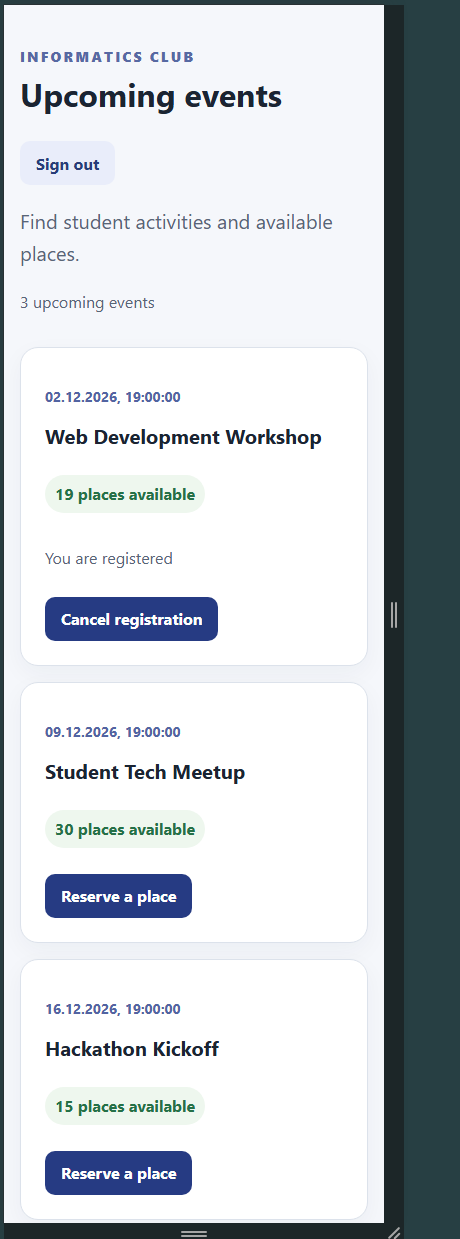 INFORMATICS CLUB
Upcoming events
Sign out
Find student activities and available
places.
3 upcoming events
02.12.2026, 19:00:00
Web Development Workshop
19 places available
You are registered
Cancel registration
09.12.2026, 19:00:00
Student Tech Meetup
30 places available
Reserve a place
16.12.2026, 19:00:00
Hackathon Kickoff
15 places available
Reserve a place